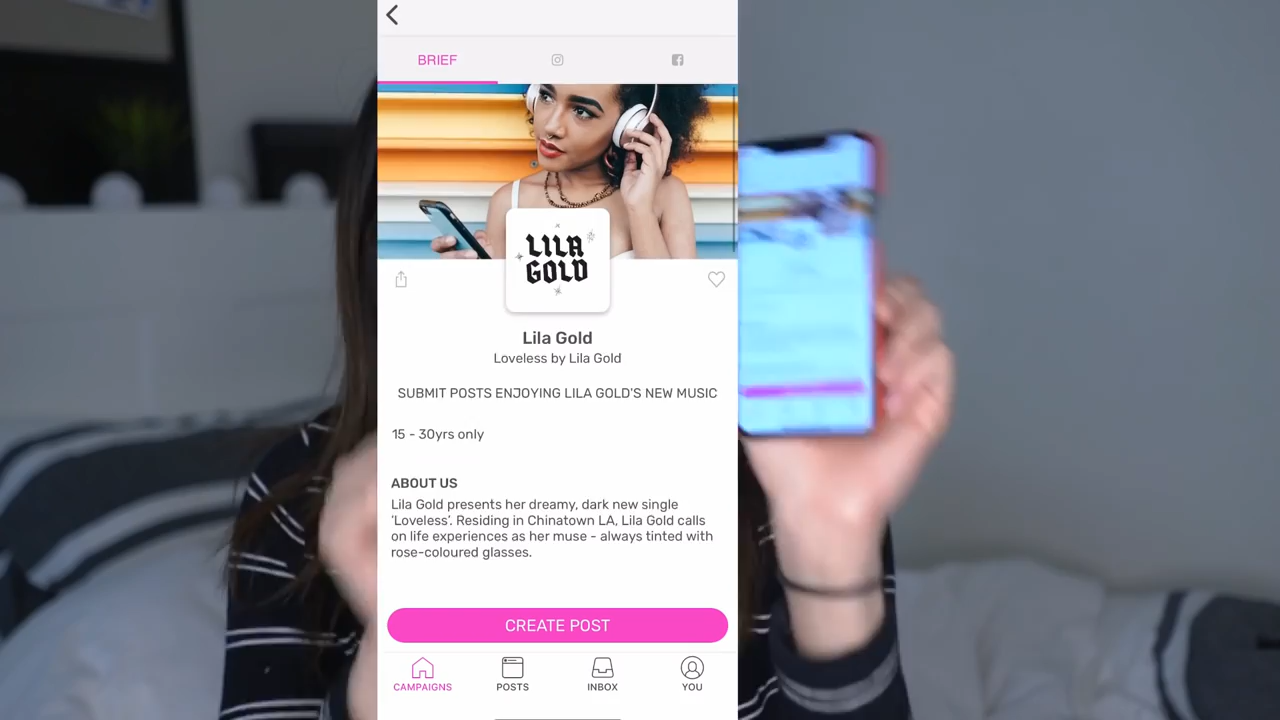 BRIEF
LILA
GOLD
Lila Gold
Loveless by Lila Gold
SUBMIT POSTS ENJOYING LILA GOLD'S NEW MUSIC
15 - 30yrs only
ABOUT US
Lila Gold presents her dreamy, dark new single
'Loveless'. Residing in Chinatown LA, Lila Gold calls
on life experiences as her muse - always tinted with
rose-coloured glasses.
CREATE POST
CAMPAIGNS
POSTS
INBOX
YOU